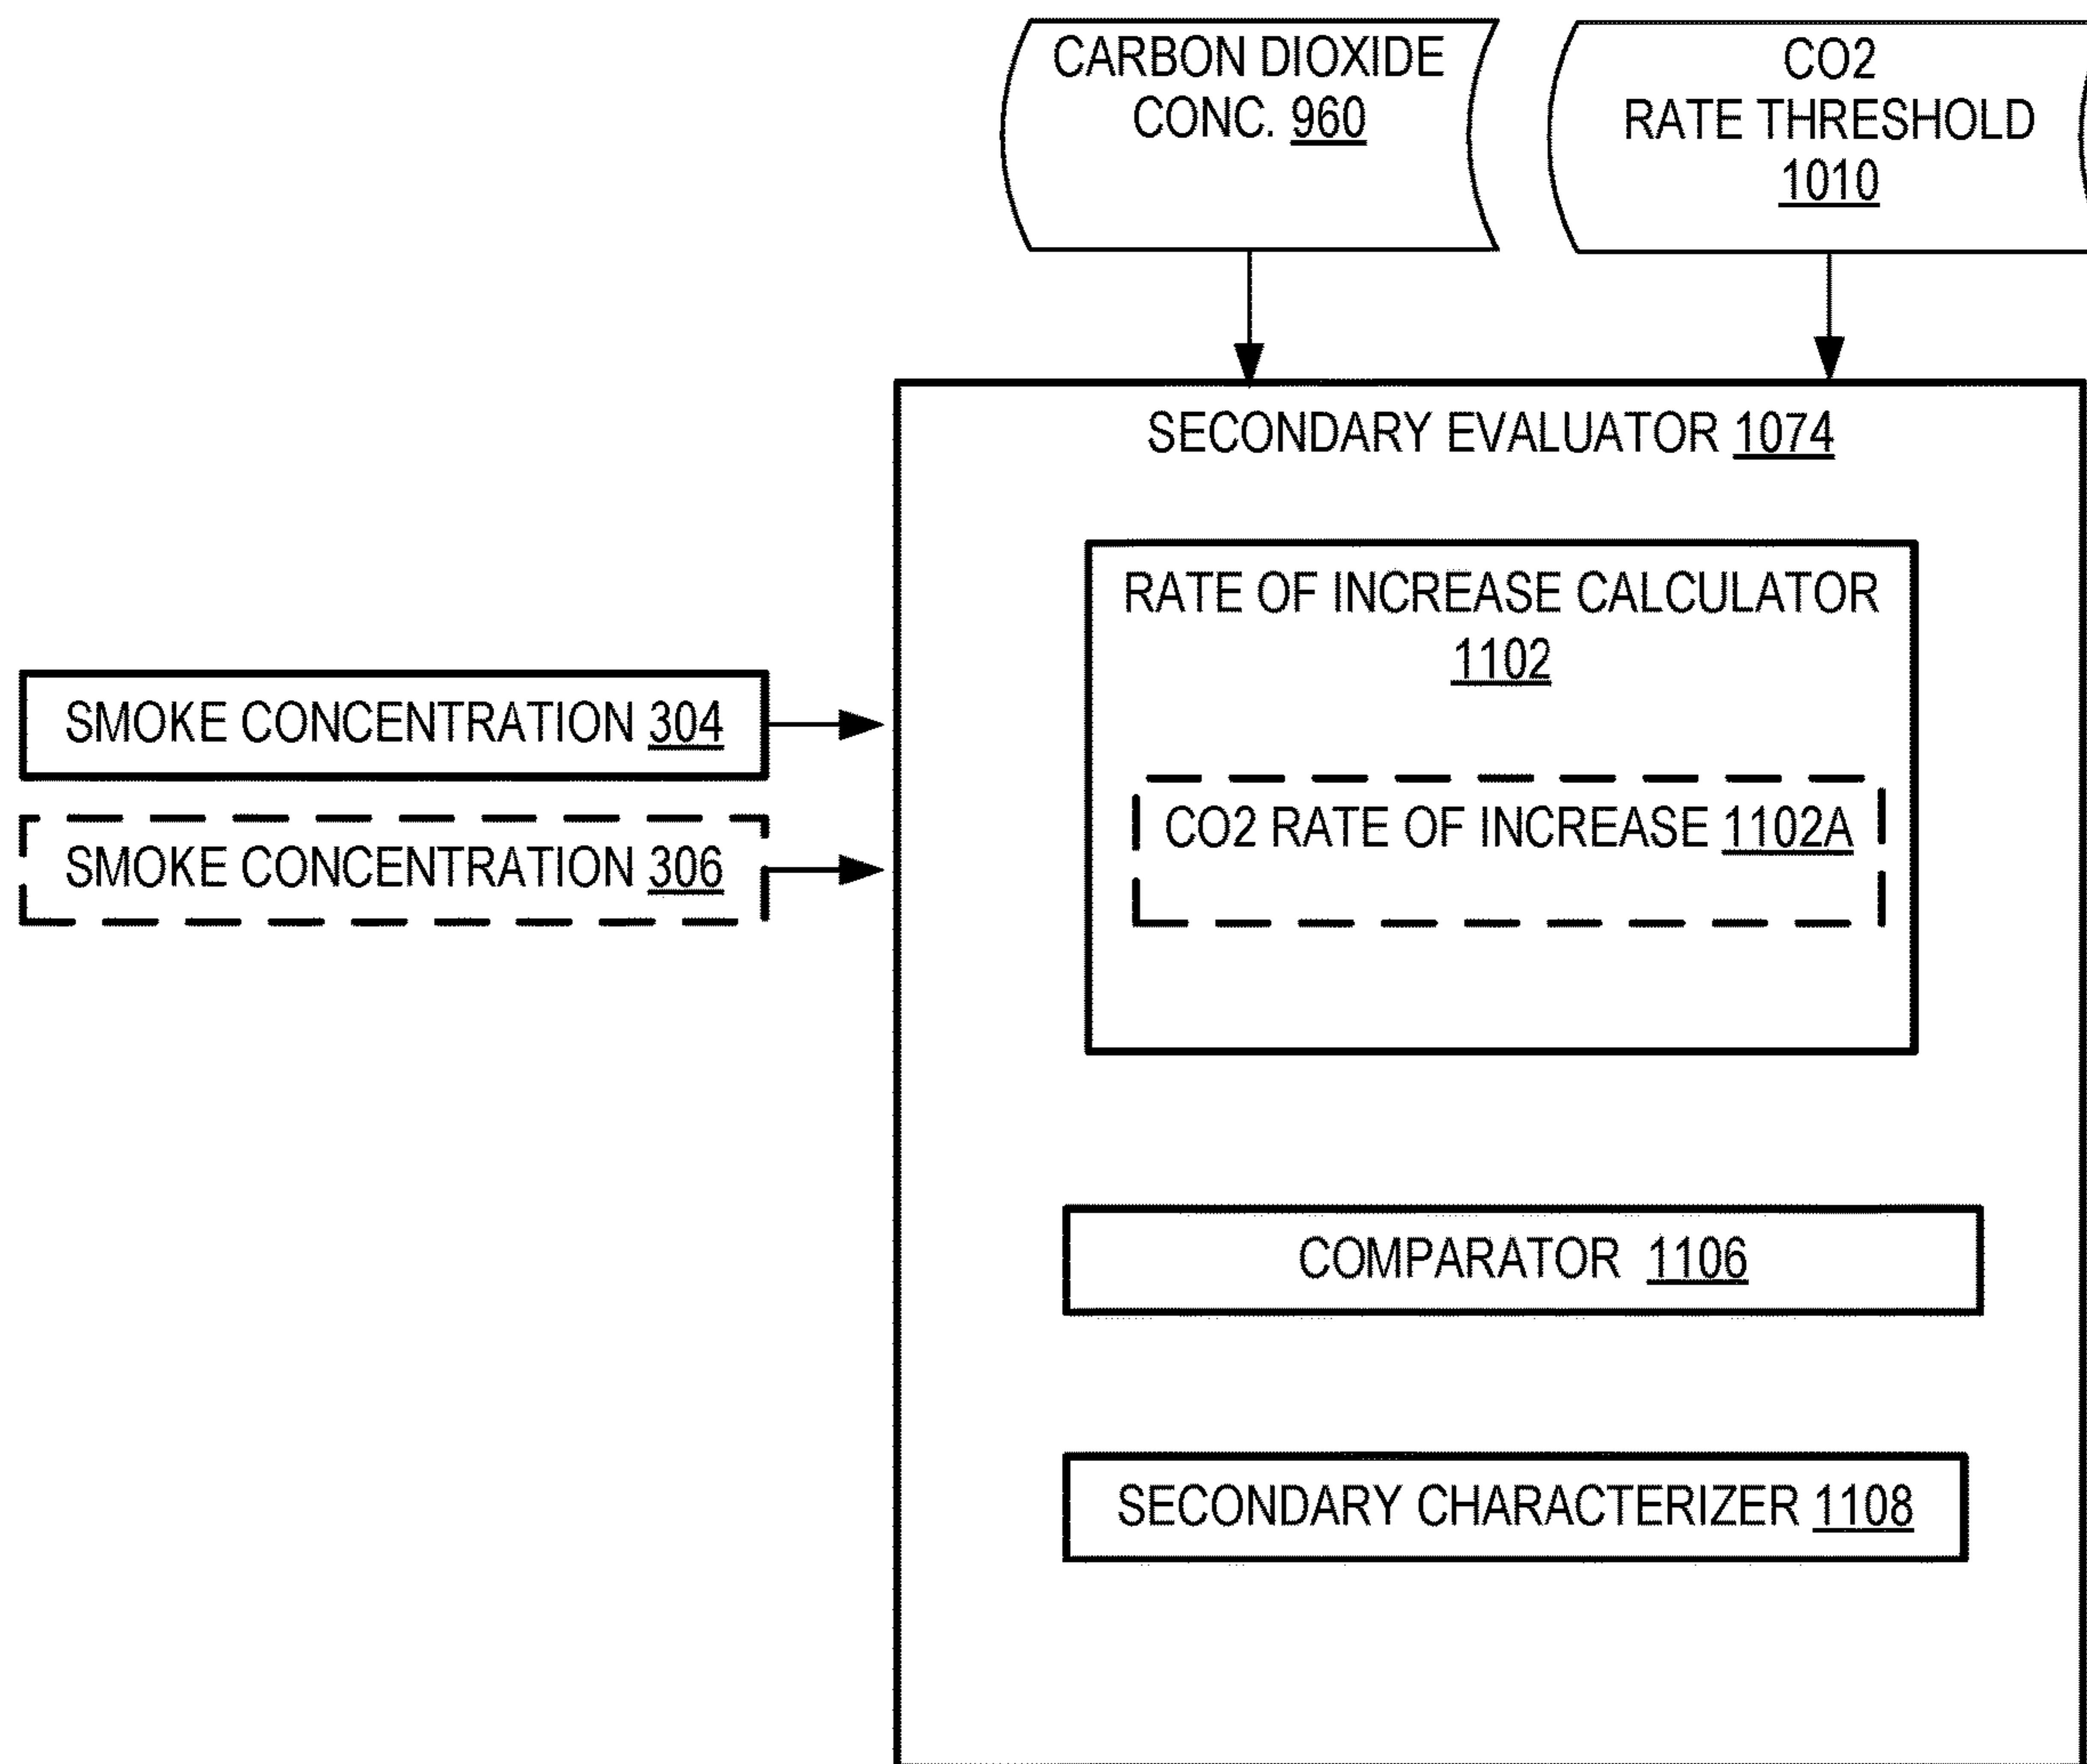 CARBON DIOXIDE
CONC. 960
CO2
RATE THRESHOLD
1010
SECONDARY EVALUATOR 1074
RATE OF INCREASE CALCULATOR
1102
SMOKE CONCENTRATION 304
CO2 RATE OF INCREASE 1102A
SMOKE CONCENTRATION 306
COMPARATOR 1106
SECONDARY CHARACTERIZER 1108